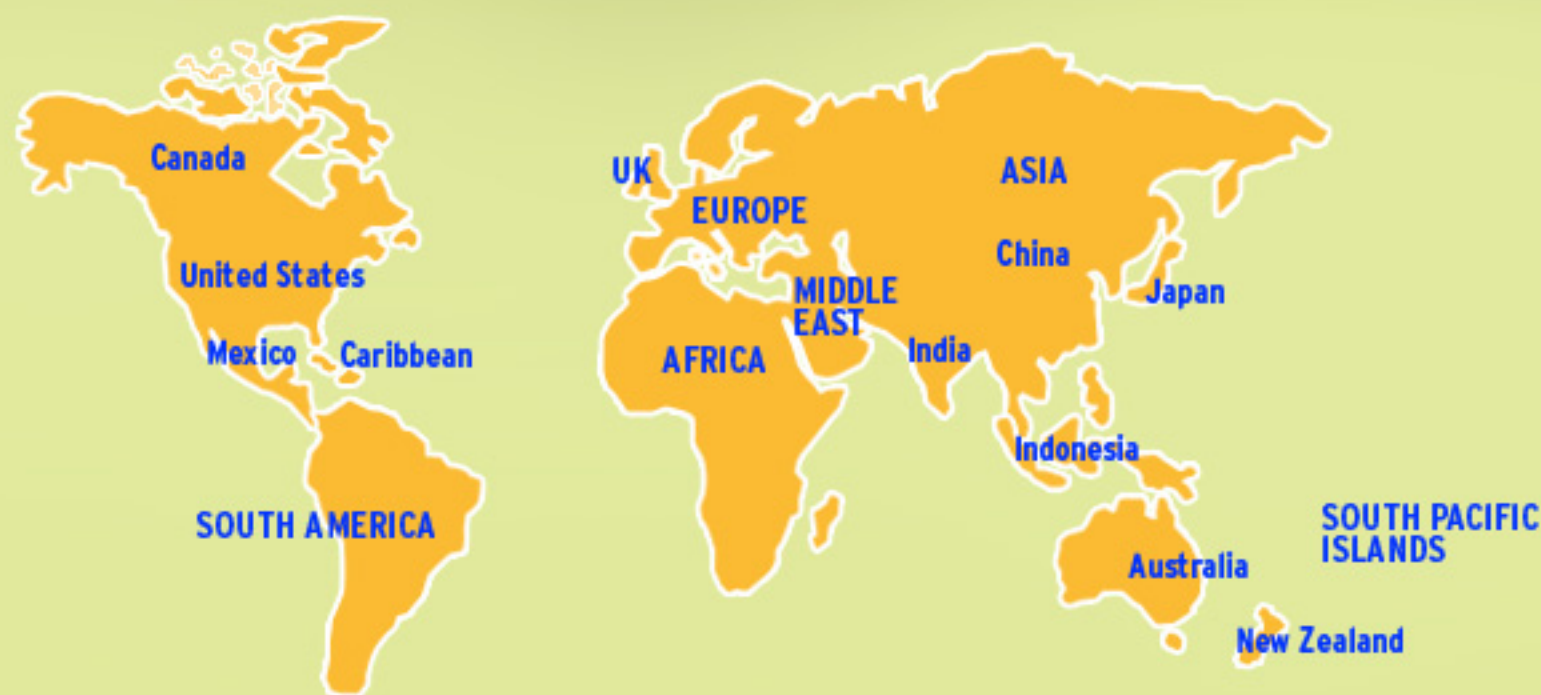 Canada
UK
ASIA
EUROPE
China
United States
MIDDLE
EAST
Japan
Mexico
Caribbean
AFRICA
India
Indonesia
SOUTH AMERICA
SOUTH PACIFIC
ISLANDS
Australia
New Zealand